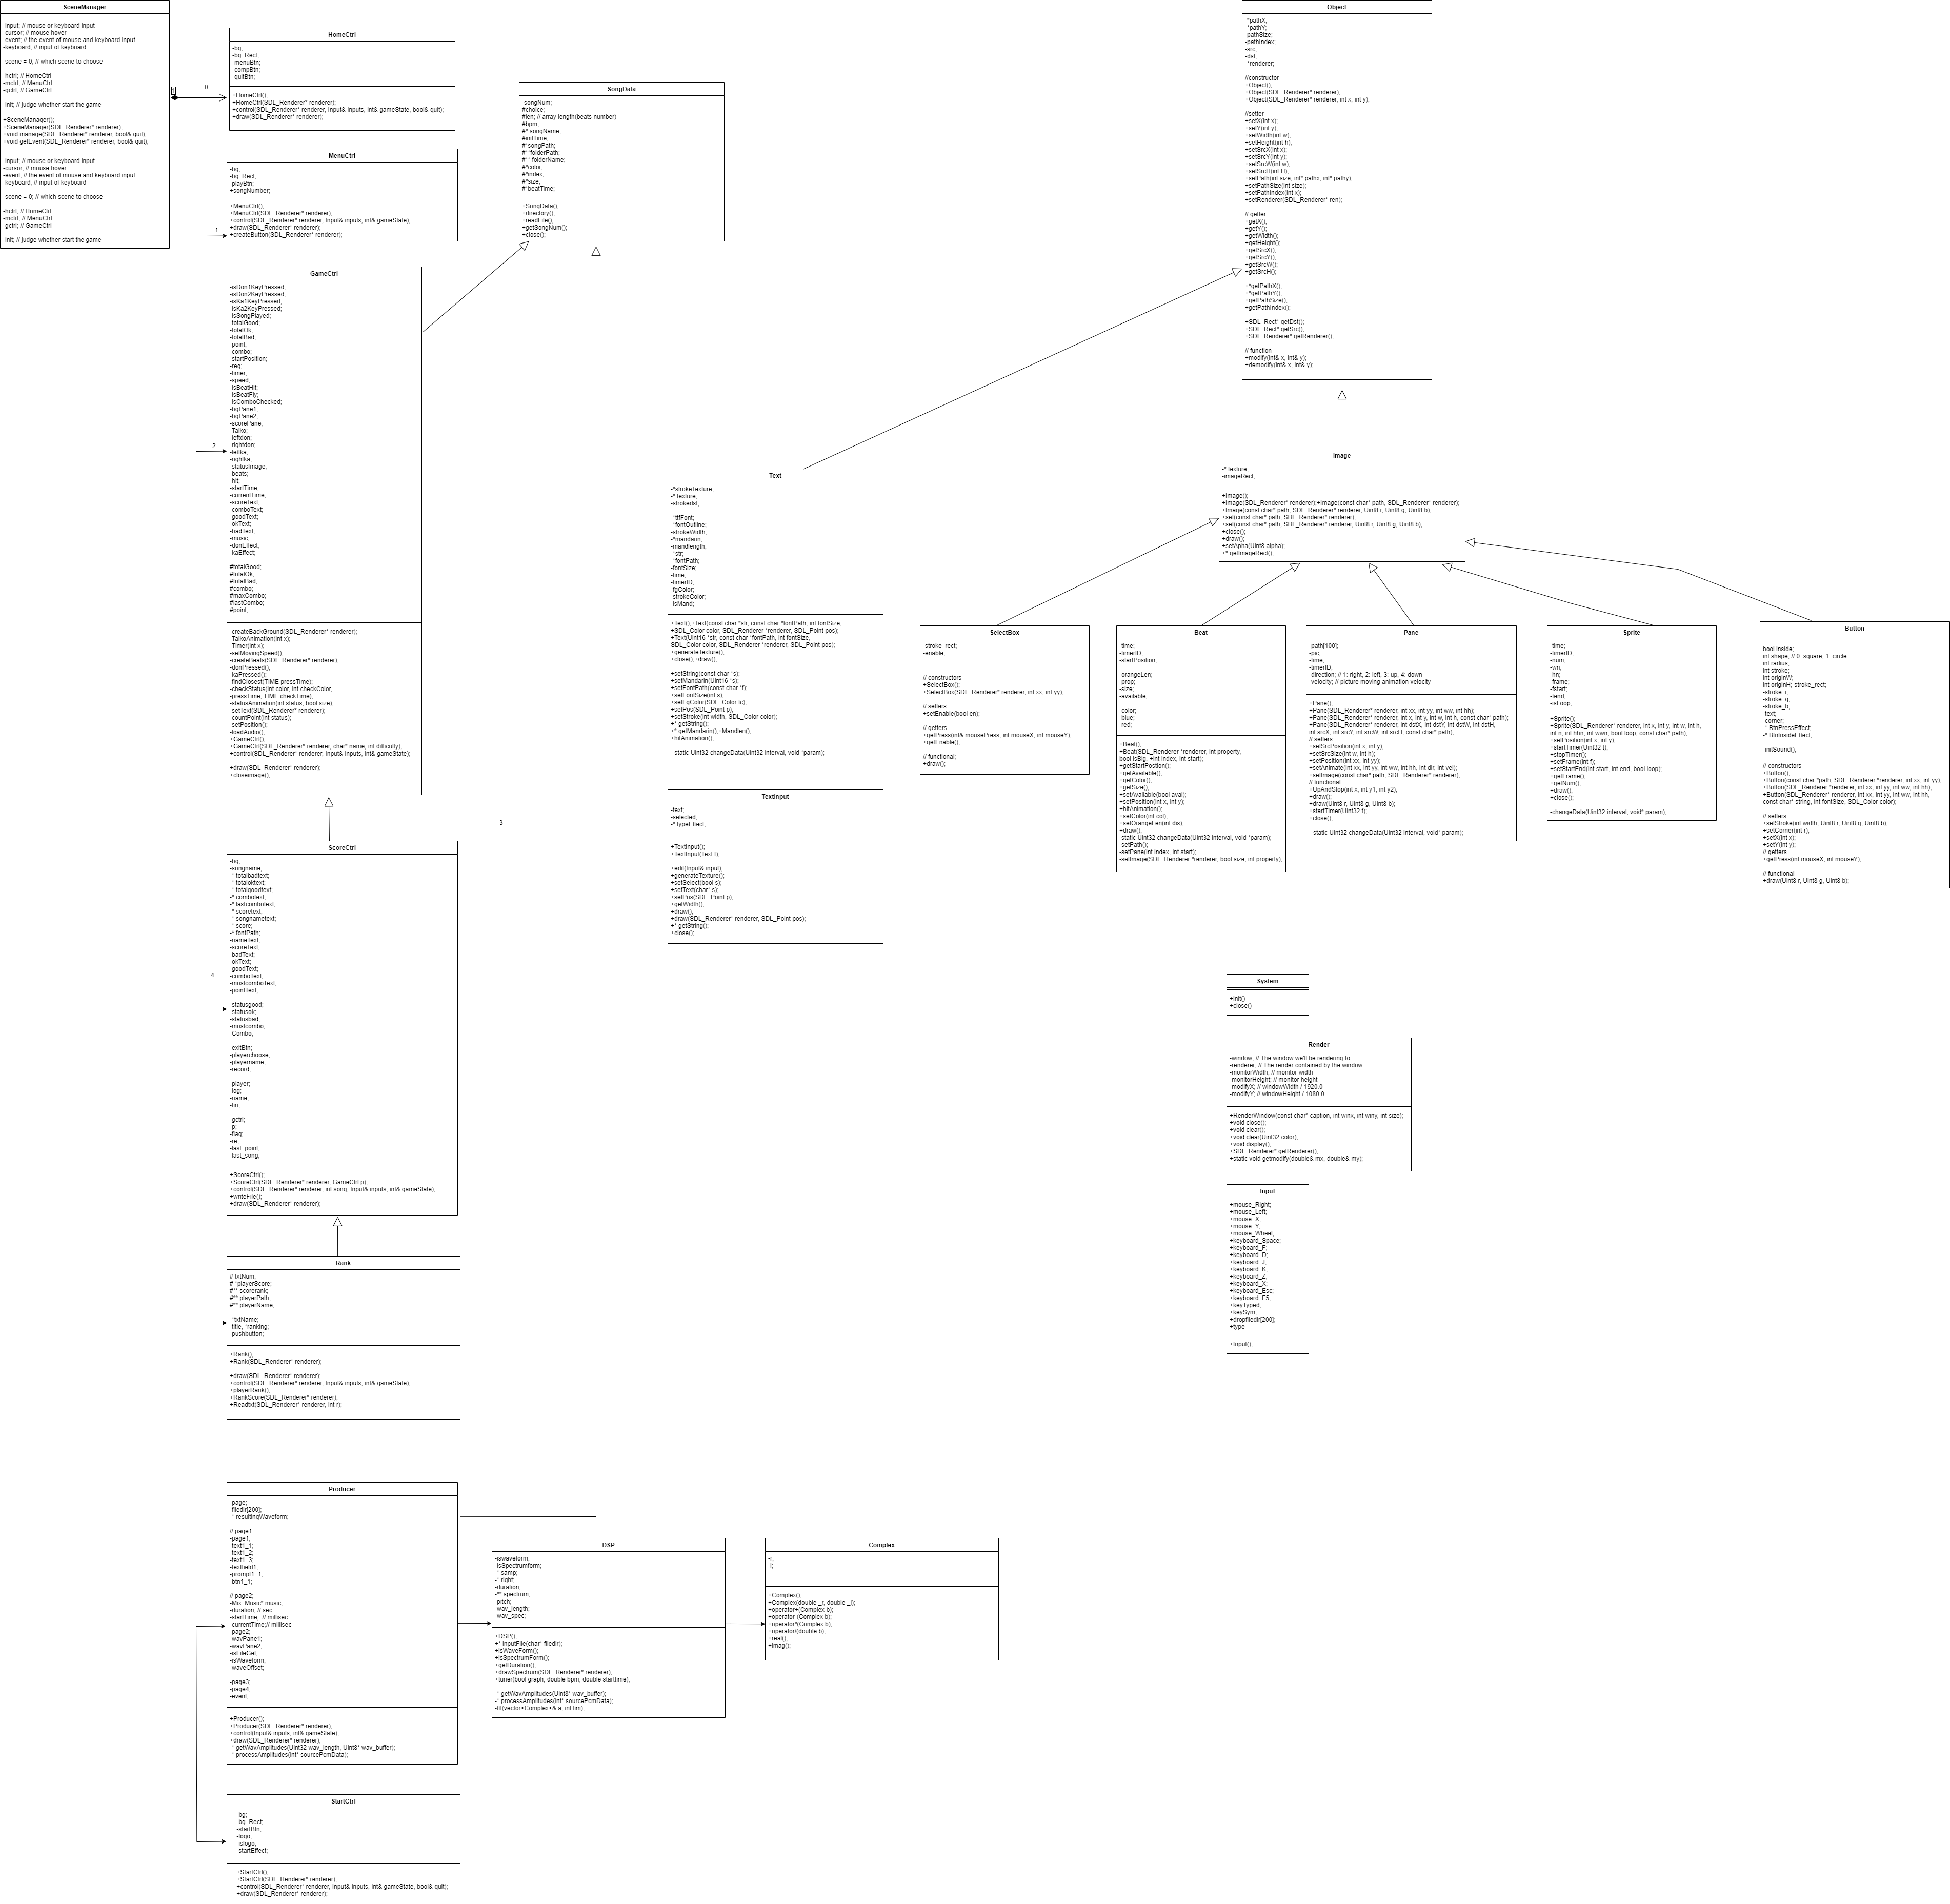 SceneManager
-input; // mouse or keyboard input
-cursor; // mouse hover
-event; // the event of mouse and keyboard input
-keyboard; // input of keyboard
-scene = 0; // which scene to choose
-hctrl; // HomeCtrl
-mctrl; // MenuCtrl
-gctrl; // GameCtrl
-init; // judge whether start the game
+SceneManager();
+SceneManager(SDL_Renderer* renderer);
+void manage(SDL_Renderer* renderer, bool& quit);
+void getEvent(SDL_Renderer* renderer, bool& quit);
-input; // mouse or keyboard input
-cursor; // mouse hover
-event; // the event of mouse and keyboard input
-keyboard; // input of keyboard
-scene = 0; // which scene to choose
-hctrl; // HomeCtrl
-mctrl; // MenuCtrl
-gctrl; // GameCtrl
-init; // judge whether start the game
1
0
1
2
3
4
HomeCtrl
-bg;
-bg_Rect;
-menuBtn;
-compBtn;
-quitBtn;
+HomeCtrl();
+HomeCtrl(SDL_Renderer* renderer);
+control(SDL_Renderer* renderer, Input& inputs, int& gameState, bool& quit);
+draw(SDL_Renderer* renderer);
MenuCtrl
-bg;
-bg_Rect;
-playBtn;
+songNumber;
+MenuCtrl();
+MenuCtrl(SDL_Renderer* renderer);
+control(SDL_Renderer* renderer, Input& inputs, int& gameState);
+draw(SDL_Renderer* renderer);
+createButton(SDL_Renderer* renderer);
GameCtrl
-isDon1KeyPressed;
-isDon2KeyPressed;
-isKa1KeyPressed;
-isKa2KeyPressed;
-isSongPlayed;
-totalGood;
-totalOk;
-totalBad;
-point;
-combo;
-startPosition;
-reg;
-timer;
-speed;
-isBeatHit;
-isBeatFly;
-isComboChecked;
-bgPane1;
-bgPane2;
-scorePane;
-Taiko;
-leftdon;
-rightdon;
-leftka;
-rightka;
-statusImage;
-beats;
-hit;
-startTime;
-currentTime;
-scoreText;
-comboText;
-goodText;
-okText;
-badText;
-music;
-donEffect;
-kaEffect;
#totalGood;
#totalOk;
#totalBad;
#combo;
#maxCombo;
#lastCombo;
#point;
-createBackGround(SDL_Renderer* renderer);
-TaikoAnimation(int x);
-Timer(int x);
-setMovingSpeed();
-createBeats(SDL_Renderer* renderer);
-donPressed();
-kaPressed();
-findClosest(TIME pressTime);
-checkStatus(int color, int checkColor,
-pressTime, TIME checkTime);
-statusAnimation(int status, bool size);
-setText(SDL_Renderer* renderer);
-countPoint(int status);
-setPosition();
-loadAudio();
+GameCtrl();
+GameCtrl(SDL_Renderer* renderer, char* name, int difficulty);
+control(SDL_Renderer* renderer, Input& inputs, int& gameState);
+draw(SDL_Renderer* renderer);
+closeimage();
ScoreCtrl
-bg;
-songname;
-* totalbadtext;
-* totaloktext;
-* totalgoodtext;
-* combotext;
-* lastcombotext;
-* scoretext;
-* songnametext;
-* score;
-* fontPath;
-nameText;
-scoreText;
-badText;
-okText;
-goodText;
-comboText;
-mostcomboText;
-pointText;
-statusgood;
-statusok;
-statusbad;
-mostcombo;
-Combo;
-exitBtn;
-playerchoose;
-playername;
-record;
-player;
-log;
-name;
-tin;
-gctrl;
-p;
-flag;
-re;
-last_point;
-last_song;
+ScoreCtrl();
+ScoreCtrl(SDL_Renderer* renderer, GameCtrl p);
+control(SDL_Renderer* renderer, int song, Input& inputs, int& gameState);
+writeFile();
+draw(SDL_Renderer* renderer);
Rank
# txtNum;
# *playerScore;
#** scorerank;
#** playerPath;
#** playerName;
-*txtName;
-title, *ranking;
-pushbutton;
+Rank();
+Rank(SDL_Renderer* renderer);
+draw(SDL_Renderer* renderer);
+control(SDL_Renderer* renderer, Input& inputs, int& gameState);
+playerRank();
+RankScore(SDL_Renderer* renderer);
+Readtxt(SDL_Renderer* renderer, int r);
Producer
-page;
-filedir[200];
-* resultingWaveform;
// page1:
-page1;
-text1_1;
-text1_2;
-text1_3;
-textfield1;
-prompt1_1;
-btn1_1;
// page2;
-Mix_Music* music;
-duration; // sec
-startTime;  // millisec
-currentTime;// millisec
-page2;
-wavPane1;
-wavPane2;
-isFileGet;
-isWaveform;
-waveOffset;
-page3;
-page4;
-event;
+Producer();
+Producer(SDL_Renderer* renderer);
+control(Input& inputs, int& gameState);
+draw(SDL_Renderer* renderer);
-* getWavAmplitudes(Uint32 wav_length, Uint8* wav_buffer);
-* processAmplitudes(int* sourcePcmData);
StartCtrl
-bg;
-bg_Rect;
-startBtn;
-logo;
-islogo;
-startEffect;
+StartCtrl();
+StartCtrl(SDL_Renderer* renderer);
+control(SDL_Renderer* renderer, Input& inputs, int& gameState, bool& quit);
+draw(SDL_Renderer* renderer);
SongData
-songNum;
#choice;
#len; // array length(beats number)
#bpm;
#* songName;
#initTime;
#*songPath;
#**folderPath;
#** folderName;
#*color;
#*index;
#*size;
#*beatTime;
+SongData();
+directory();
+readFile();
+getSongNum();
+close();
DSP
-iswaveform;
-isSpectrumform;
-* samp;
-* right;
-duration;
-** spectrum;
-pitch;
-wav_length;
-wav_spec;
+DSP();
+* inputFile(char* filedir);
+isWaveForm();
+isSpectrumForm();
+getDuration();
+drawSpectrum(SDL_Renderer* renderer);
+tuner(bool graph, double bpm, double starttime);
-* getWavAmplitudes(Uint8* wav_buffer);
-* processAmplitudes(int* sourcePcmData);
-fft(vector<Complex>& a, int lim);
Complex
-r;
-i;
+Complex();
+Complex(double _r, double _i);
+operator+(Complex b);
+operator-(Complex b);
+operator*(Complex b);
+operator/(double b);
+real();
+imag();
Text
-*strokeTexture;
-* texture;
-strokedst;
-*ttfFont;
-*fontOutline;
-strokeWidth;
-*mandarin;
-mandlength;
-*str;
-*fontPath;
-fontSize;
-time;
-timerID;
-fgColor;
-strokeColor;
-isMand;
+Text();+Text(const char *str, const char *fontPath, int fontSize,
+SDL_Color color, SDL_Renderer *renderer, SDL_Point pos);
+Text(Uint16 *str, const char *fontPath, int fontSize,
SDL_Color color, SDL_Renderer *renderer, SDL_Point pos);
+generateTexture();
+close();+draw();
+setString(const char *s);
+setMandarin(Uint16 *s);
+setFontPath(const char *f);
+setFontSize(int s);
+setFgColor(SDL_Color fc);
+setPos(SDL_Point p);
+setStroke(int width, SDL_Color color);
+* getString();
+* getMandarin();+Mandlen();
+hitAnimation();
- static Uint32 changeData(Uint32 interval, void *param);
TextInput
-text;
-selected;
-* typeEffect;
+TextInput();
+TextInput(Text t);
+edit(Input& input);
+generateTexture();
+setSelect(bool s);
+setText(char* s);
+setPos(SDL_Point p);
+getWidth();
+draw();
+draw(SDL_Renderer* renderer, SDL_Point pos);
+* getString();
+close();
Object
-*pathX;
-*pathY;
-pathSize;
-pathIndex;
-src;
-dst;
-*renderer;
//constructor
+Object();
+Object(SDL_Renderer* renderer);
+Object(SDL_Renderer* renderer, int x, int y);
//setter
+setX(int x);
+setY(int y);
+setWidth(int w);
+setHeight(int h);
+setSrcX(int x);
+setSrcY(int y);
+setSrcW(int w);
+setSrcH(int H);
+setPath(int size, int* pathx, int* pathy);
+setPathSize(int size);
+setPathIndex(int x);
+setRenderer(SDL_Renderer* ren);
// getter
+getX();
+getY();
+getWidth();
+getHeight();
+getSrcX();
+getSrcY();
+getSrcW();
+getSrcH();
+*getPathX();
+*getPathY();
+getPathSize();
+getPathIndex();
+SDL_Rect* getDst();
+SDL_Rect* getSrc();
+SDL_Renderer* getRenderer();
// function
+modify(int& x, int& y);
+demodify(int& x, int& y);
Image
-* texture;
-imageRect;
+Image();
+Image(SDL_Renderer* renderer);+Image(const char* path, SDL_Renderer* renderer);
+Image(const char* path, SDL_Renderer* renderer, Uint8 r, Uint8 g, Uint8 b);
+set(const char* path, SDL_Renderer* renderer);
+set(const char* path, SDL_Renderer* renderer, Uint8 r, Uint8 g, Uint8 b);
+close();
+draw();
+setApha(Uint8 alpha);
+* getImageRect();
SelectBox
-stroke_rect;
-enable;
// constructors
+SelectBox();
+SelectBox(SDL_Renderer* renderer, int xx, int yy);
// setters
+setEnable(bool en);
// getters
+getPress(int& mousePress, int mouseX, int mouseY);
+getEnable();
// functional:
+draw();
Beat
-time;
-timerID;
-startPosition;
-orangeLen;
-prop;
-size;
-available;
-color;
-blue;
-red;
+Beat();
+Beat(SDL_Renderer *renderer, int property,
bool isBig, +int index, int start);
+getStartPostion();
+getAvailable();
+getColor();
+getSize();
+setAvailable(bool avai);
+setPosition(int x, int y);
+hitAnimation();
+setColor(int col);
+setOrangeLen(int dis);
+draw();
-static Uint32 changeData(Uint32 interval, void *param);
-setPath();
-setPane(int index, int start);
-setImage(SDL_Renderer *renderer, bool size, int property);
Pane
-path[100];
-pic;
-time;
-timerID;
-direction; // 1: right, 2: left, 3: up, 4: down
-velocity; // picture moving animation velocity
+Pane();
+Pane(SDL_Renderer* renderer, int xx, int yy, int ww, int hh);
+Pane(SDL_Renderer* renderer, int x, int y, int w, int h, const char* path);
+Pane(SDL_Renderer* renderer, int dstX, int dstY, int dstW, int dstH,
int srcX, int srcY, int srcW, int srcH, const char* path);
// setters
+setSrcPosition(int x, int y);
+setSrcSize(int w, int h);
+setPosition(int xx, int yy);
+setAnimate(int xx, int yy, int ww, int hh, int dir, int vel);
+setImage(const char* path, SDL_Renderer* renderer);
// functional
+UpAndStop(int x, int y1, int y2);
+draw();
+draw(Uint8 r, Uint8 g, Uint8 b);
+startTimer(Uint32 t);
+close();
--static Uint32 changeData(Uint32 interval, void* param);
Sprite
-time;
-timerID;
-num;
-wn;
-hn;
-frame;
-fstart;
-fend;
-isLoop;
+Sprite();
+Sprite(SDL_Renderer* renderer, int x, int y, int w, int h,
int n, int hhn, int wwn, bool loop, const char* path);
+setPosition(int x, int y);
+startTimer(Uint32 t);
+stopTimer();
+setFrame(int f);
+setStartEnd(int start, int end, bool loop);
+getFrame();
+getNum();
+draw();
+close();
-changeData(Uint32 interval, void* param);
Button
bool inside;
int shape; // 0: square, 1: circle
int radius;
int stroke;
int originW;
int originH;-stroke_rect;
-stroke_r;
-stroke_g;
-stroke_b;
-text;
-corner;
-* BtnPressEffect;
-* BtnInsideEffect;
-initSound();
// constructors
+Button();
+Button(const char *path, SDL_Renderer *renderer, int xx, int yy);
+Button(SDL_Renderer *renderer, int xx, int yy, int ww, int hh);
+Button(SDL_Renderer* renderer, int xx, int yy, int ww, int hh,
const char* string, int fontSize, SDL_Color color);
// setters
+setStroke(int width, Uint8 r, Uint8 g, Uint8 b);
+setCorner(int r);
+setX(int x);
+setY(int y);
// getters
+getPress(int mouseX, int mouseY);
// functional
+draw(Uint8 r, Uint8 g, Uint8 b);
System
+init()
+close()
Render
-window; // The window we'll be rendering to
-renderer; // The render contained by the window
-monitorWidth; // monitor width
-monitorHeight; // monitor height
-modifyX; // windowWidth / 1920.0
-modifyY; // windowHeight / 1080.0
+RenderWindow(const char* caption, int winx, int winy, int size);
+void close();
+void clear();
+void clear(Uint32 color);
+void display();
+SDL_Renderer* getRenderer();
+static void getmodify(double& mx, double& my);
Input
+mouse_Right;
+mouse_Left;
+mouse_X;
+mouse_Y;
+mouse_Wheel;
+keyboard_Space;
+keyboard_F;
+keyboard_D;
+keyboard_J;
+keyboard_K;
+keyboard_Z;
+keyboard_X;
+keyboard_Esc;
+keyboard_F5;
+keyTyped;
+keySym;
+dropfiledir[200];
+type
+Input();